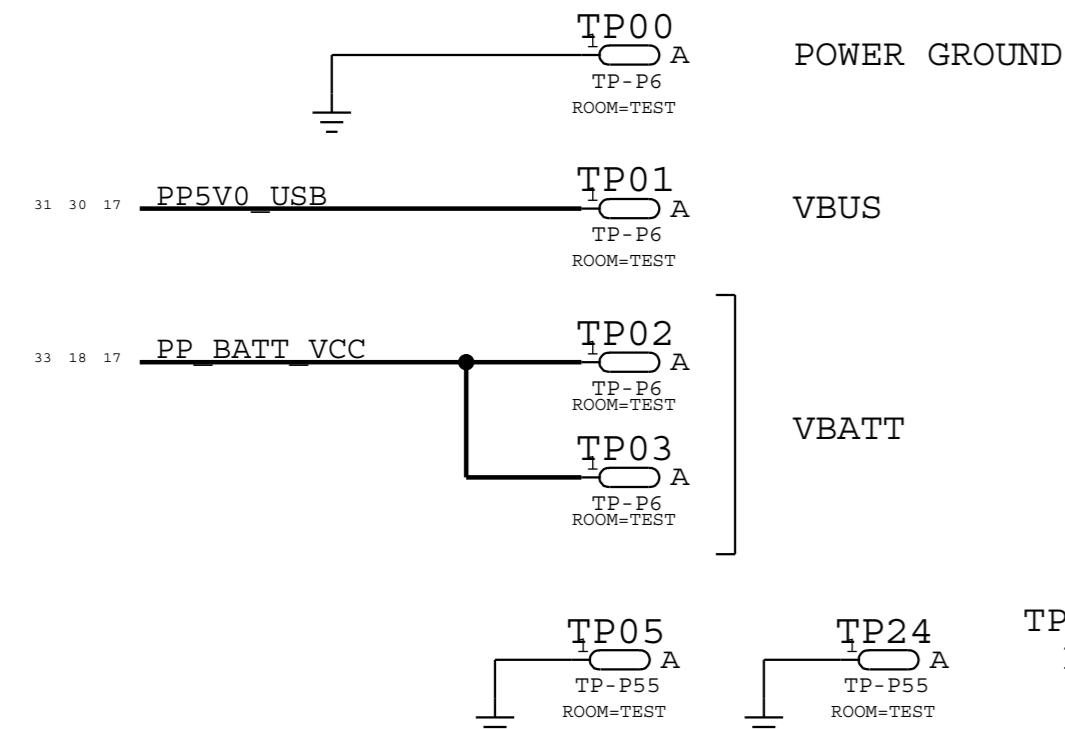 TP00
1 A
POWER GROUND
TP-P6
ROOM=TEST
TP01
31 30 17 PP5V0_USB 1 A
VBUS
TP-P6
ROOM=TEST
TP02
33 18 17 PP_BATT_VCC 1 A
TP-P6
ROOM=TEST
VBATT
TP03
1 A
TP-P6
ROOM=TEST
TP05 TP24 TP
1 A 1 A
TP-P55 TP-P55
ROOM=TEST ROOM=TEST